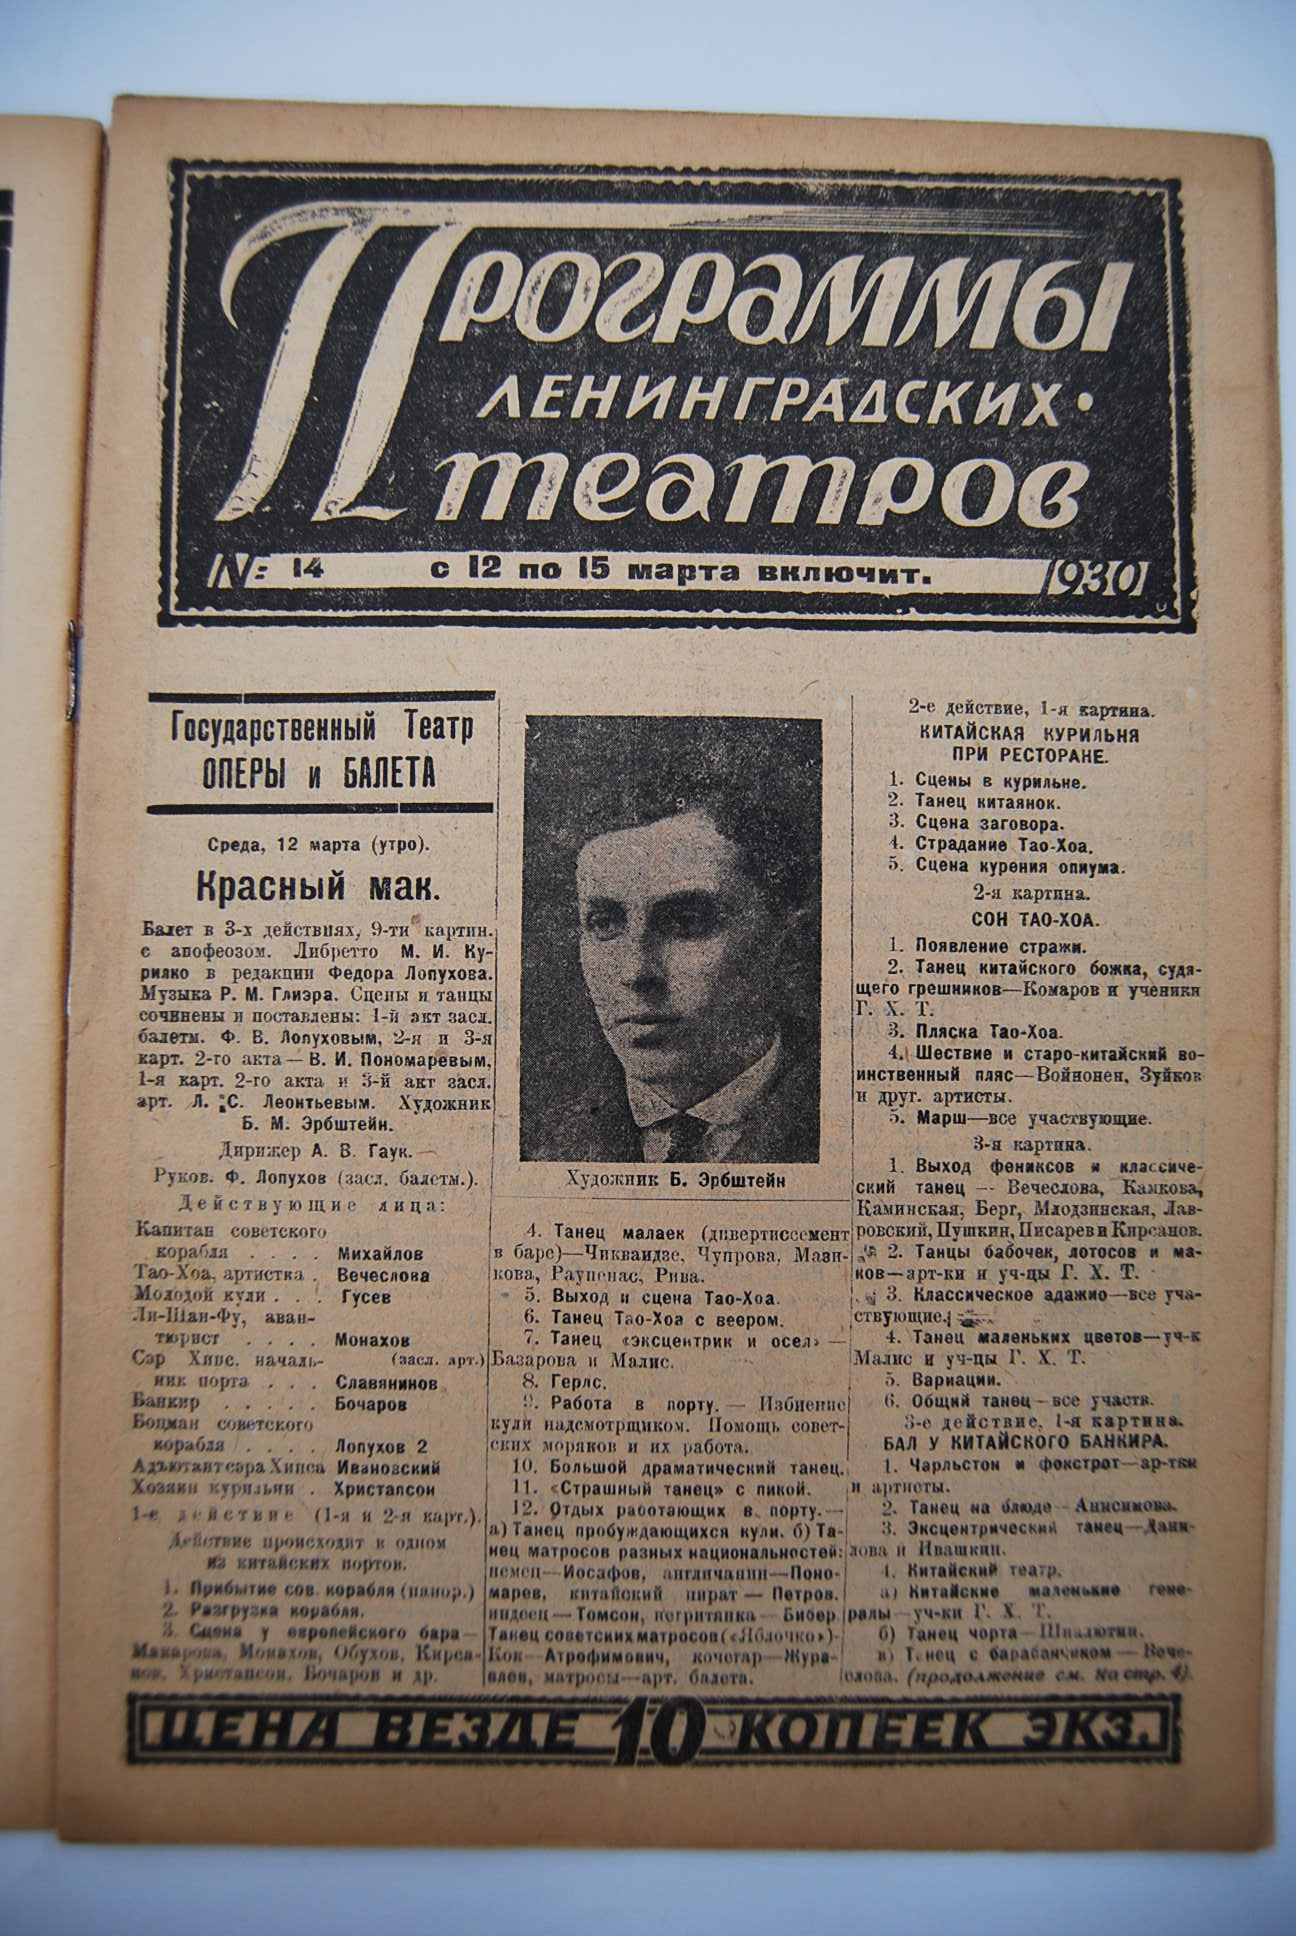 Программы
ЛЕНИНГРАДСКИХ •
театров
№ 14 с 12 по 15 марта включит. 1930
Государственный Театр
ОПЕРЫ и БАЛЕТА
Среда, 12 марта (утро).
Красный мак.
Балет в 3-х действиях, 9-ти картин.
с апофеозом. Либретто М. И. Ку-
рилко в редакции Федора Лопухова.
Музыка Р. М. Глиэра. Сцены и танцы
сочинены и поставлены: 1-й акт засл.
балетм. Ф. В. Лопуховым, 2-я и 3-я
карт. 2-го акта — В. И. Пономаревым,
1-я карт. 2-го акта и 3-й акт засл.
арт. Л. С. Леонтьевым. Художник
Б. М. Эрбштейн.
Дирижер А. В. Гаук.
Руков. Ф. Лопухов (засл. балетм.).
Действующие лица:
Капитан советского
корабля . . . . Михайлов
Тао-Хоа, артистка . Вечеслова
Молодой кули . . . Гусев
Ли-Шан-Фу, аван-
тюрист . . . . Монахов
Сэр Хипс, началь- (засл. арт.)
ник порта . . . Славянинов
Банкир . . . . . Бочаров
Боцман советского
корабля . . . . Лопухов 2
Адъютант сэра Хипса Ивановский
Хозяин курильни . Христапсон
1-е действие (1-я и 2-я карт.).
Действие происходит в одном
из китайских портов.
1. Прибытие сов. корабля (панор.)
2. Разгрузка корабля.
3. Сцена у европейского бара —
Макарова, Монахов, Обухов, Кирса-
нов, Христапсон, Бочаров и др.
Художник Б. Эрбштейн
4. Танец малаек (дивертиссемент
в баре)—Чикваидзе, Чупрова, Мази-
кова, Раупенас, Рива.
5. Выход и сцена Тао-Хоа.
6. Танец Тао-Хоа с веером.
7. Танец «эксцентрик и осел» —
Базарова и Малис.
8. Герлс.
9. Работа в порту. — Избиение
кули надсмотрщиком. Помощь совет-
ских моряков и их работа.
10. Большой драматический танец.
11. «Страшный танец» с пикой.
12. Отдых работающих в порту. —
а) Танец пробуждающихся кули. б) Та-
нец матросов разных национальностей:
немец—Иосафов, англичанин—Поно-
марев, китайский пират — Петров.
индеец — Томсон, негритянка — Бибер
Танец советских матросов («Яблочко»)-
Кок — Атрофимович, кочегар — Жура-
влев, матросы—арт. балета.
2-е действие, 1-я картина.
КИТАЙСКАЯ КУРИЛЬНЯ
ПРИ РЕСТОРАНЕ.
1. Сцены в курильне.
2. Танец китаянок.
3. Сцена заговора.
4. Страдание Тао-Хоа.
5. Сцена курения опиума.
2-я картина.
СОН ТАО-ХОА.
1. Появление стражи.
2. Танец китайского божка, судя-
щего грешников—Комаров и ученики
Г. Х. Т.
3. Пляска Тао-Хоа.
4. Шествие и старо-китайский во-
инственный пляс—Войнонен, Зуйков
и друг. артисты.
5. Марш—все участвующие.
3-я картина.
1. Выход фениксов и классиче-
ский танец — Вечеслова, Камкова,
Каминская, Берг, Млодзинская, Лав-
ровский, Пушкин, Писарев и Кирсанов.
2. Танцы бабочек, лотосов и ма-
ков—арт-ки и уч-цы Г. Х. Т.
3. Классическое адажио—все уча-
ствующие.
4. Танец маленьких цветов—уч-к
Малис и уч-цы Г. Х. Т.
5. Вариации.
6. Общий танец—все участв.
3-е действие, 1-я картина.
БАЛ У КИТАЙСКОГО БАНКИРА.
1. Чарльстон и фокстрот—ар-тки
и артисты.
2. Танец на блюде—Анисимова.
3. Эксцентрический танец—Дани-
лова и Ивашкин.
4. Китайский театр.
а) Китайские маленькие гене-
ралы—уч-ки Г. Х. Т.
б) Танец чорта—Шпалютин.
в) Танец с барабанчиком — Вече-
слова. (продолжение см. на стр. 4).
ЦЕНА ВЕЗДЕ 10 КОПЕЕК ЭКЗ.